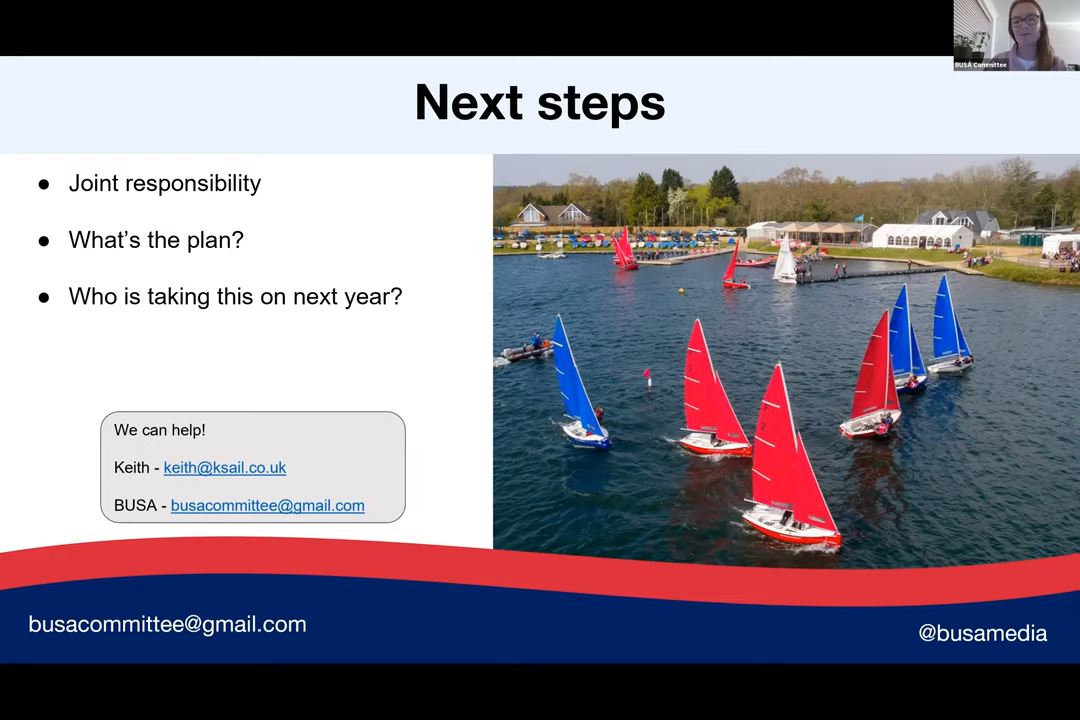 BUSA Committee
Next steps
● Joint responsibility
● What's the plan?
● Who is taking this on next year?
We can help!
Keith - keith@ksail.co.uk
BUSA - busacommittee@gmail.com
busacommittee@gmail.com
@busamedia